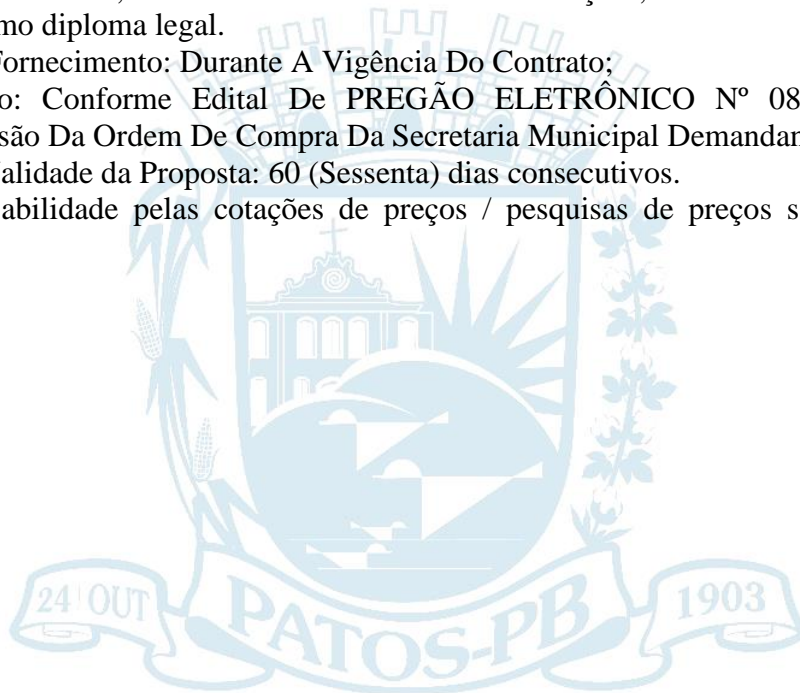 mo diploma legal.
Fornecimento: Durante A Vigência Do Contrato;
o: Conforme Edital De PREGÃO ELETRÔNICO Nº 08
são Da Ordem De Compra Da Secretaria Municipal Demandan
alidade da Proposta: 60 (Sessenta) dias consecutivos.
abilidade pelas cotações de preços / pesquisas de preços s
24 OUT
PATOS-PB
1903